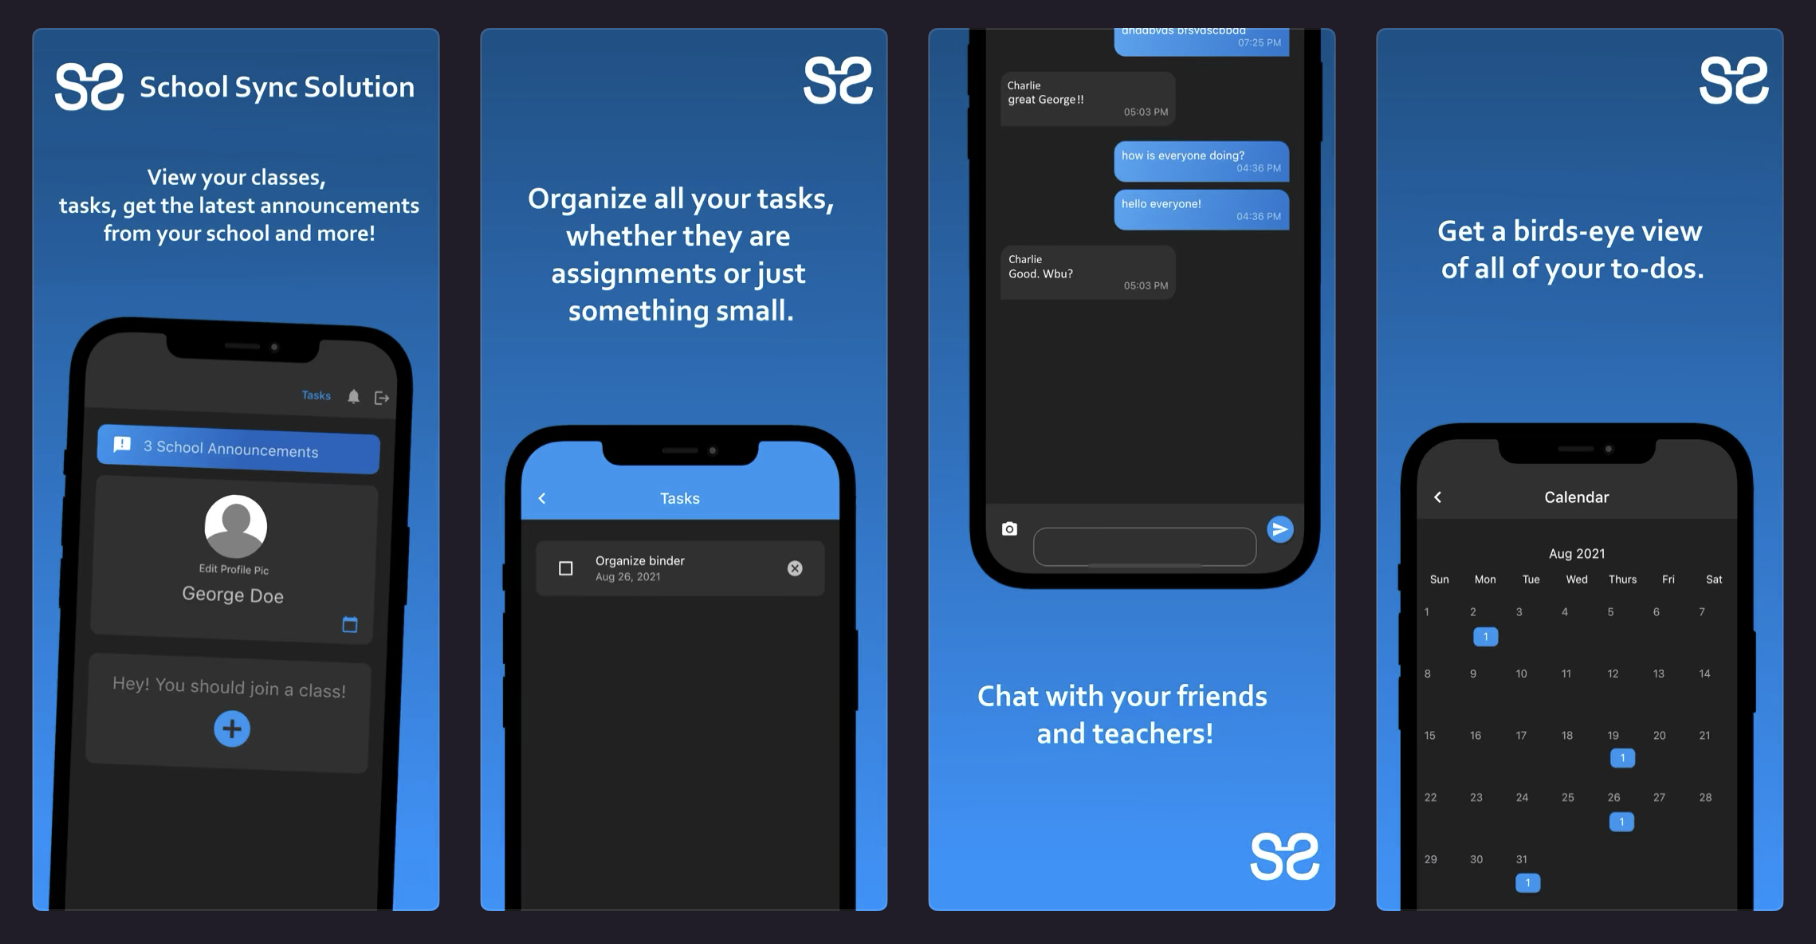 SS School Sync Solution
View your classes,
tasks, get the latest announcements
from your school and more!
Tasks
3 School Announcements
Edit Profile Pic
George Doe
Hey! You should join a class!
SS
Organize all your tasks,
whether they are
assignments or just
something small.
Tasks
Organize binder
Aug 26, 2021
07:25 PM
Charlie
great George!!
05:03 PM
how is everyone doing?
04:36 PM
hello everyone!
04:36 PM
Charlie
Good. Wbu?
05:03 PM
Chat with your friends
and teachers!
SS
SS
Get a birds-eye view
of all of your to-dos.
Calendar
Aug 2021
Sun Mon Tue Wed Thurs Fri Sat
1 2 3 4 5 6 7
1
8 9 10 11 12 13 14
15 16 17 18 19 20 21
1
22 23 24 25 26 27 28
1
29 30 31
1